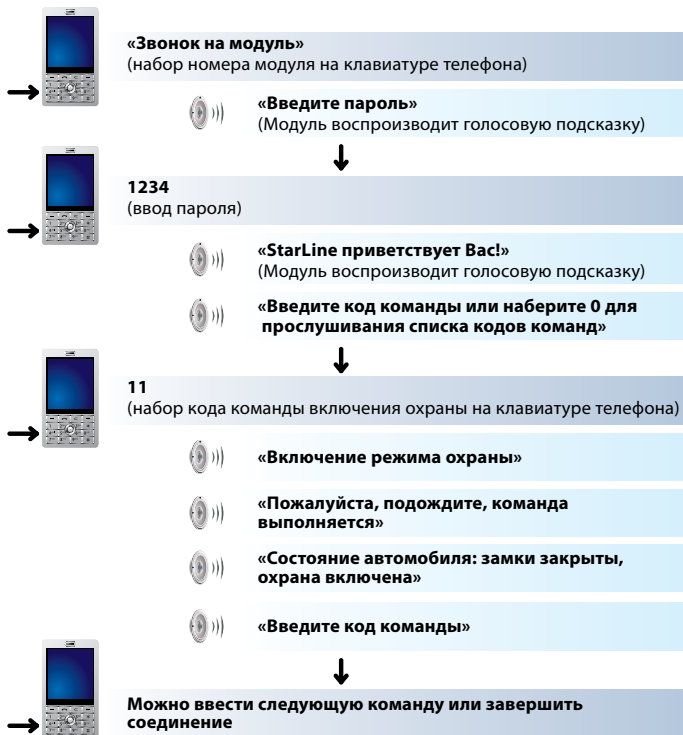 «Звонок на модуль»
(набор номера модуля на клавиатуре телефона)
«Введите пароль»
(Модуль воспроизводит голосовую подсказку)
1234
(ввод пароля)
«StarLine приветствует Вас!»
(Модуль воспроизводит голосовую подсказку)
«Введите код команды или наберите 0 для
прослушивания списка кодов команд»
11
(набор кода команды включения охраны на клавиатуре телефона)
«Включение режима охраны»
«Пожалуйста, подождите, команда
выполняется»
«Состояние автомобиля: замки закрыты,
охрана включена»
«Введите код команды»
Можно ввести следующую команду или завершить
соединение